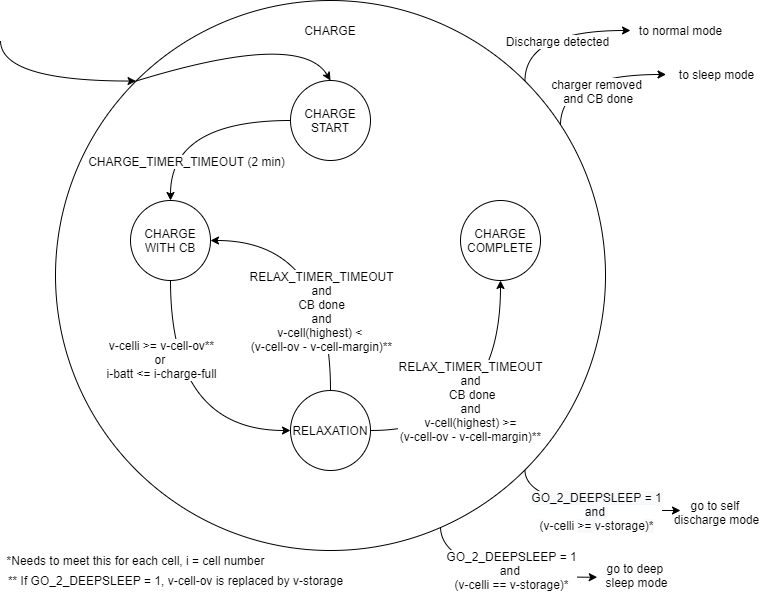 CHARGE
Discharge detected
to normal mode
charger removed
and CB done
to sleep mode
CHARGE
START
CHARGE_TIMER_TIMEOUT (2 min)
CHARGE
WITH CB
CHARGE
COMPLETE
RELAX_TIMER_TIMEOUT
and
CB done
and
v-cell(highest) <
(v-cell-ov - v-cell-margin)**
v-celli >= v-cell-ov**
or
i-batt <= i-charge-full
RELAX_TIMER_TIMEOUT
and
CB done
and
v-cell(highest) >=
(v-cell-ov - v-cell-margin)**
RELAXATION
GO_2_DEEPSLEEP = 1
and
(v-celli >= v-storage)*
go to self
discharge mode
GO_2_DEEPSLEEP = 1
and
(v-celli == v-storage)*
go to deep
sleep mode
*Needs to meet this for each cell, i = cell number
** If GO_2_DEEPSLEEP = 1, v-cell-ov is replaced by v-storage